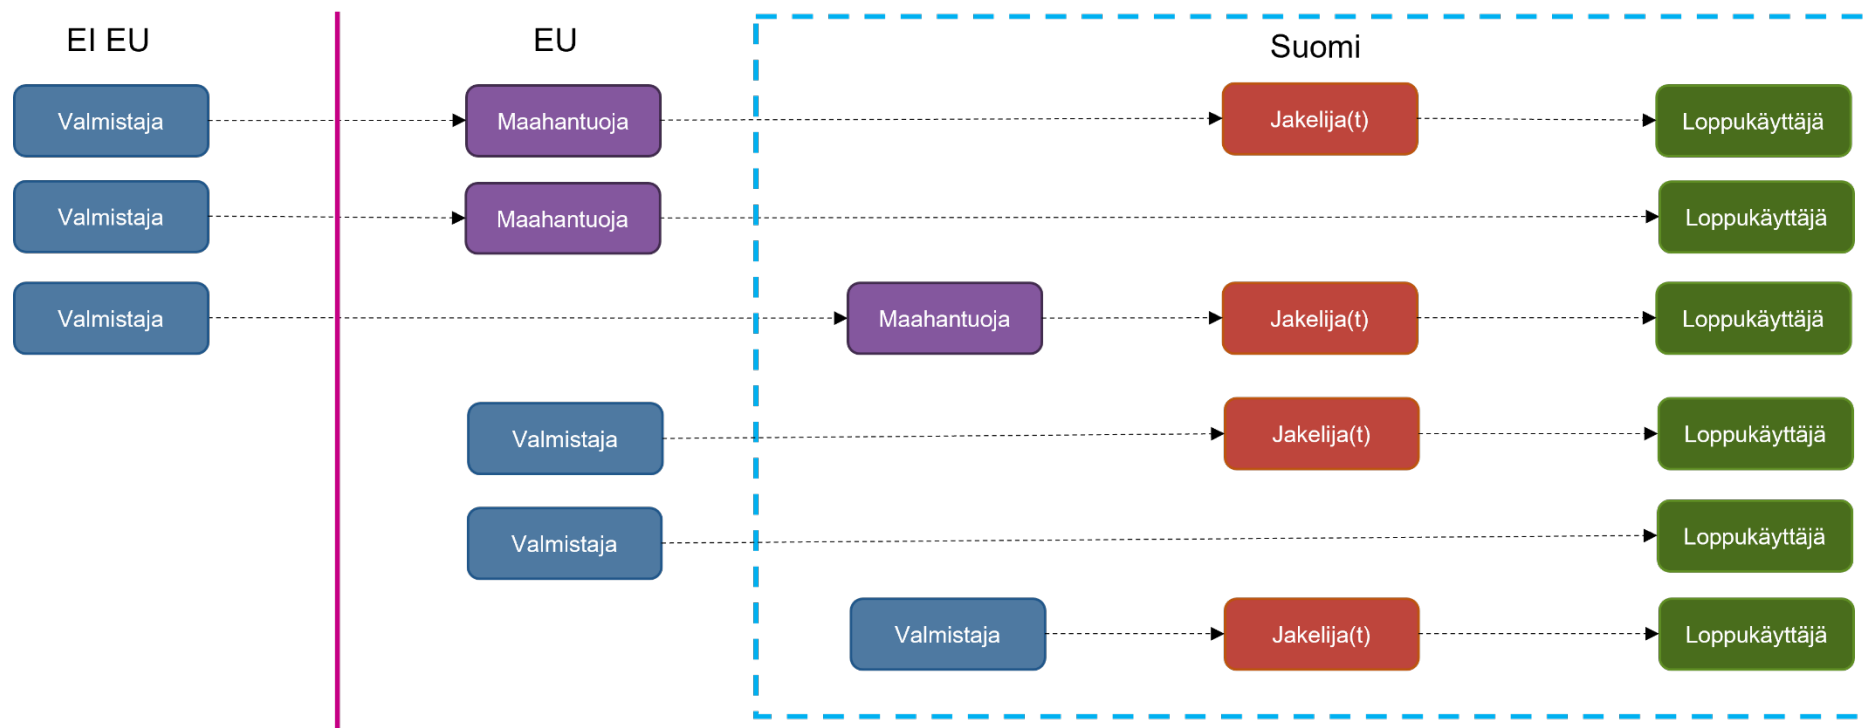 EI EU
EU
Suomi
Valmistaja
Maahantuoja
Jakelija(t)
Loppukäyttäjä
Valmistaja
Maahantuoja
Loppukäyttäjä
Valmistaja
Maahantuoja
Jakelija(t)
Loppukäyttäjä
Valmistaja
Jakelija(t)
Loppukäyttäjä
Valmistaja
Loppukäyttäjä
Valmistaja
Jakelija(t)
Loppukäyttäjä